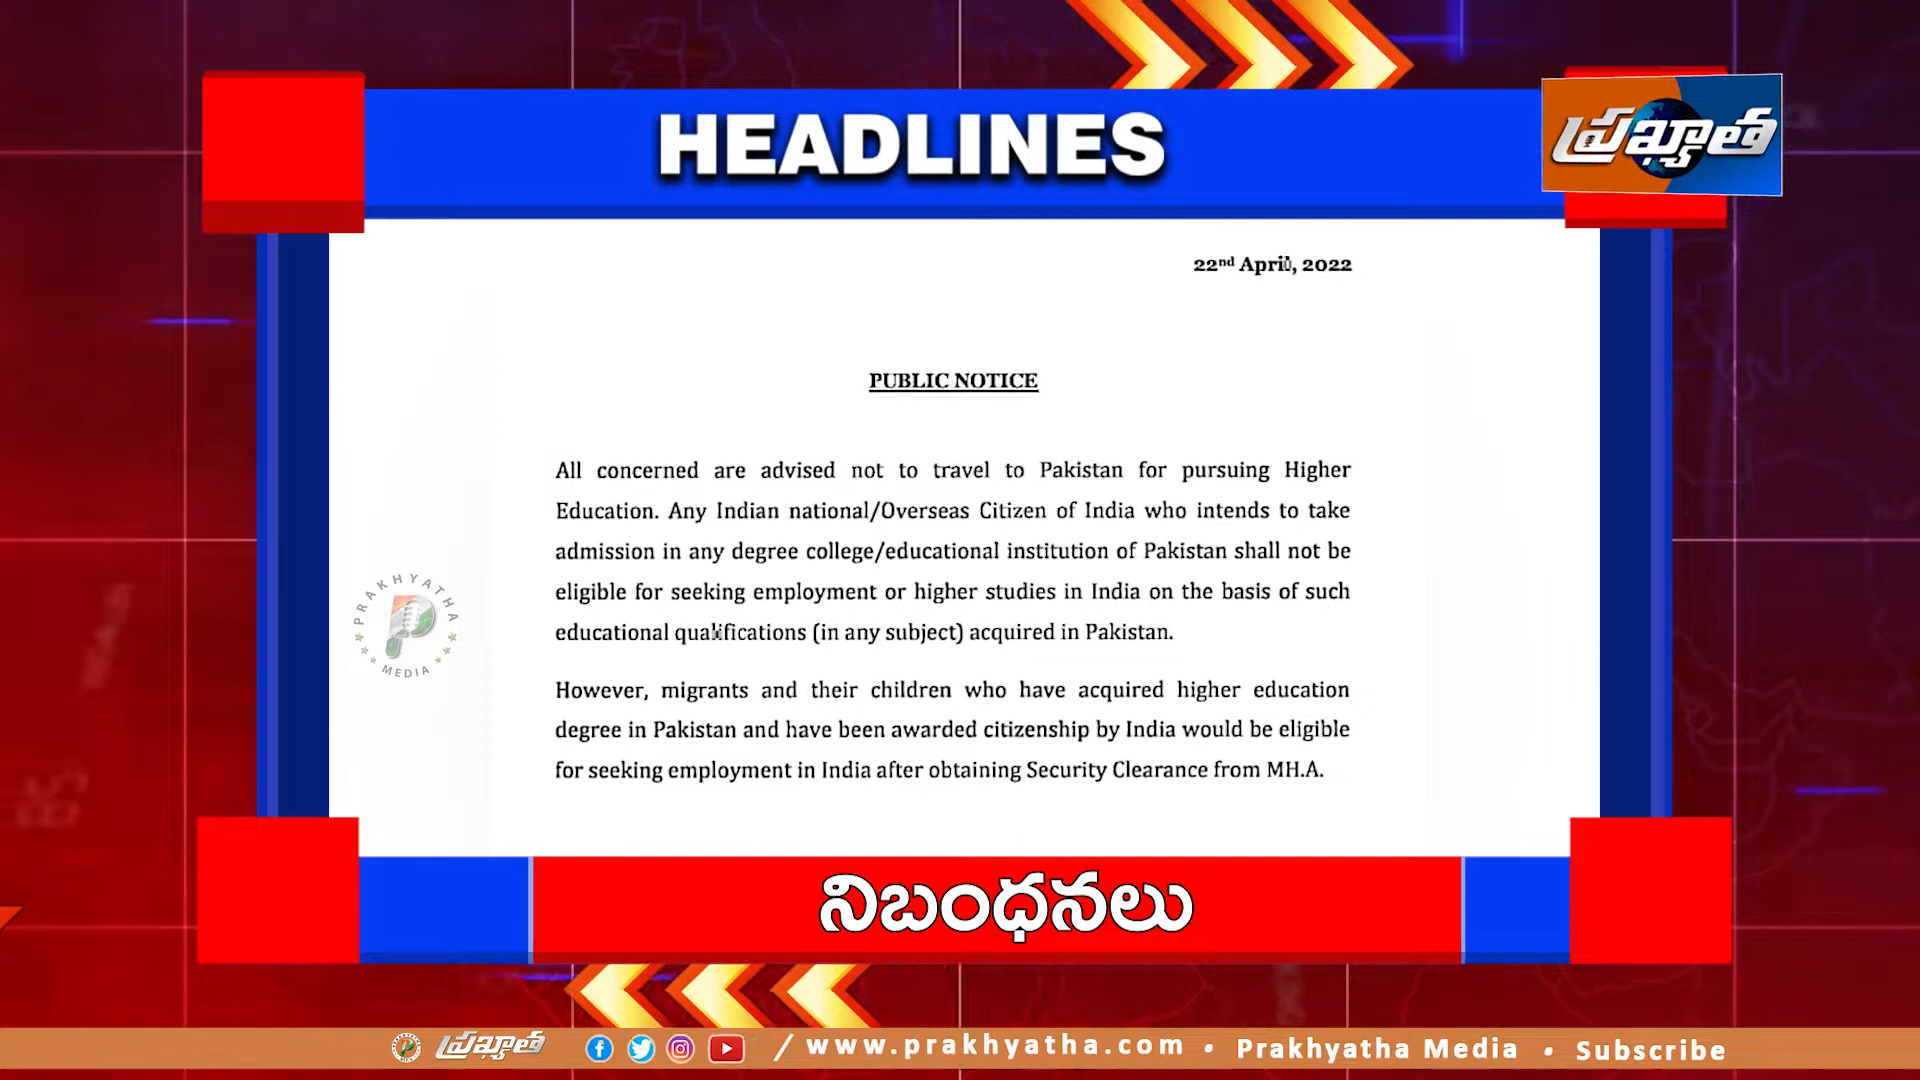 HEADLINES
ప్రఖ్యాత
22nd April, 2022
PUBLIC NOTICE
All concerned are advised not to travel to Pakistan for pursuing Higher
Education. Any Indian national/Overseas Citizen of India who intends to take
admission in any degree college/educational institution of Pakistan shall not be
eligible for seeking employment or higher studies in India on the basis of such
educational qualifications (in any subject) acquired in Pakistan.
However, migrants and their children who have acquired higher education
degree in Pakistan and have been awarded citizenship by India would be eligible
for seeking employment in India after obtaining Security Clearance from MH.A.
PRAKHYATHA
MEDIA
నిబంధనలు
ప్రఖ్యాత / www.prakhyatha.com • Prakhyatha Media • Subscribe